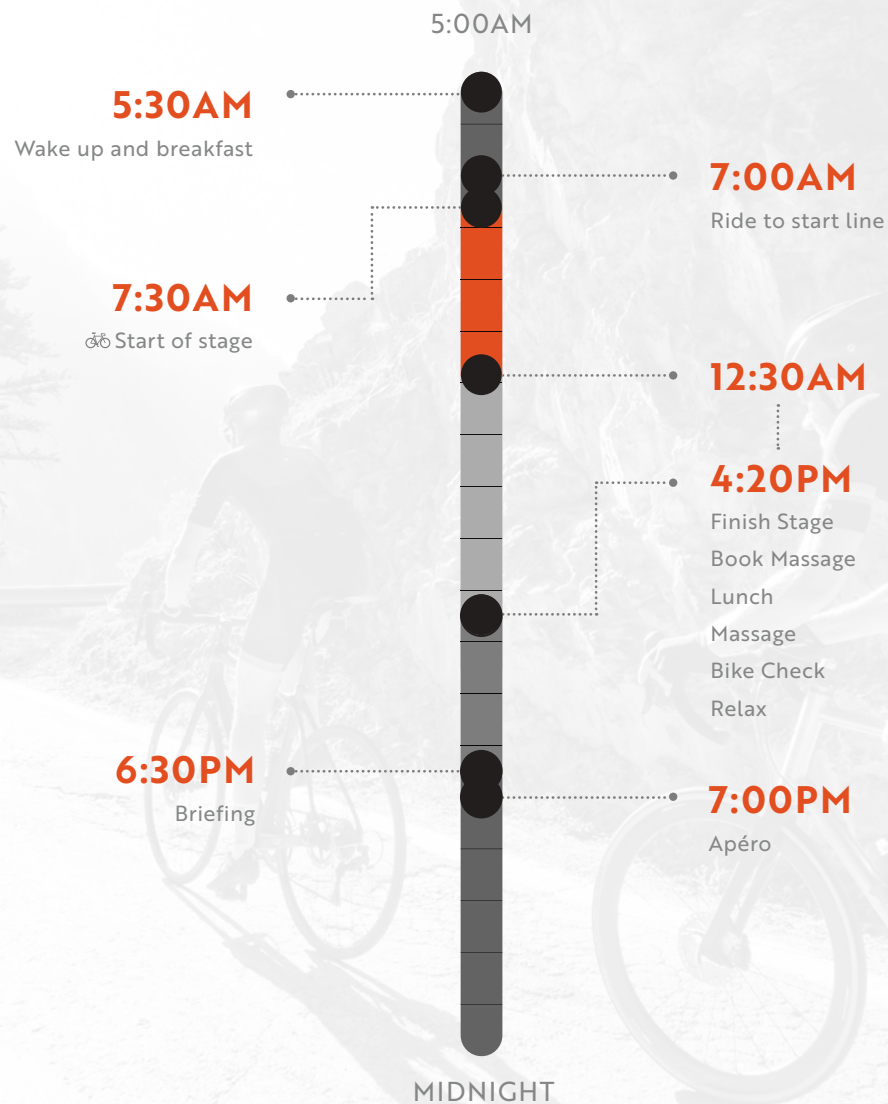 5:00AM
5:30AM
Wake up and breakfast
7:00AM
Ride to start line
7:30AM
Start of stage
12:30AM
4:20PM
Finish Stage
Book Massage
Lunch
Massage
Bike Check
Relax
6:30PM
Briefing
7:00PM
Apéro
MIDNIGHT